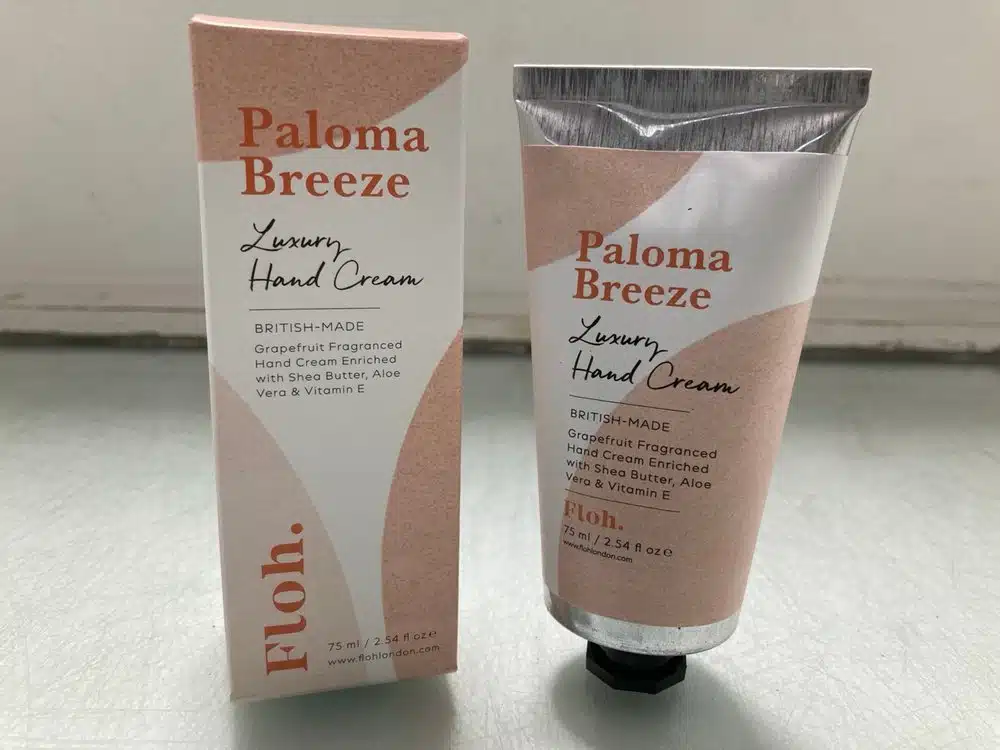 Paloma
Breeze
Luxury
Hand Cream
BRITISH-MADE
Grapefruit Fragranced
Hand Cream Enriched
with Shea Butter, Aloe
Vera & Vitamin E
Floh.
75 ml / 2.54 fl oz ℮
www.flohlondon.com
Paloma
Breeze
Luxury
Hand Cream
BRITISH-MADE
Grapefruit Fragranced
Hand Cream Enriched
with Shea Butter, Aloe
Vera & Vitamin E
Floh.
75 ml / 2.54 fl oz ℮
www.flohlondon.com